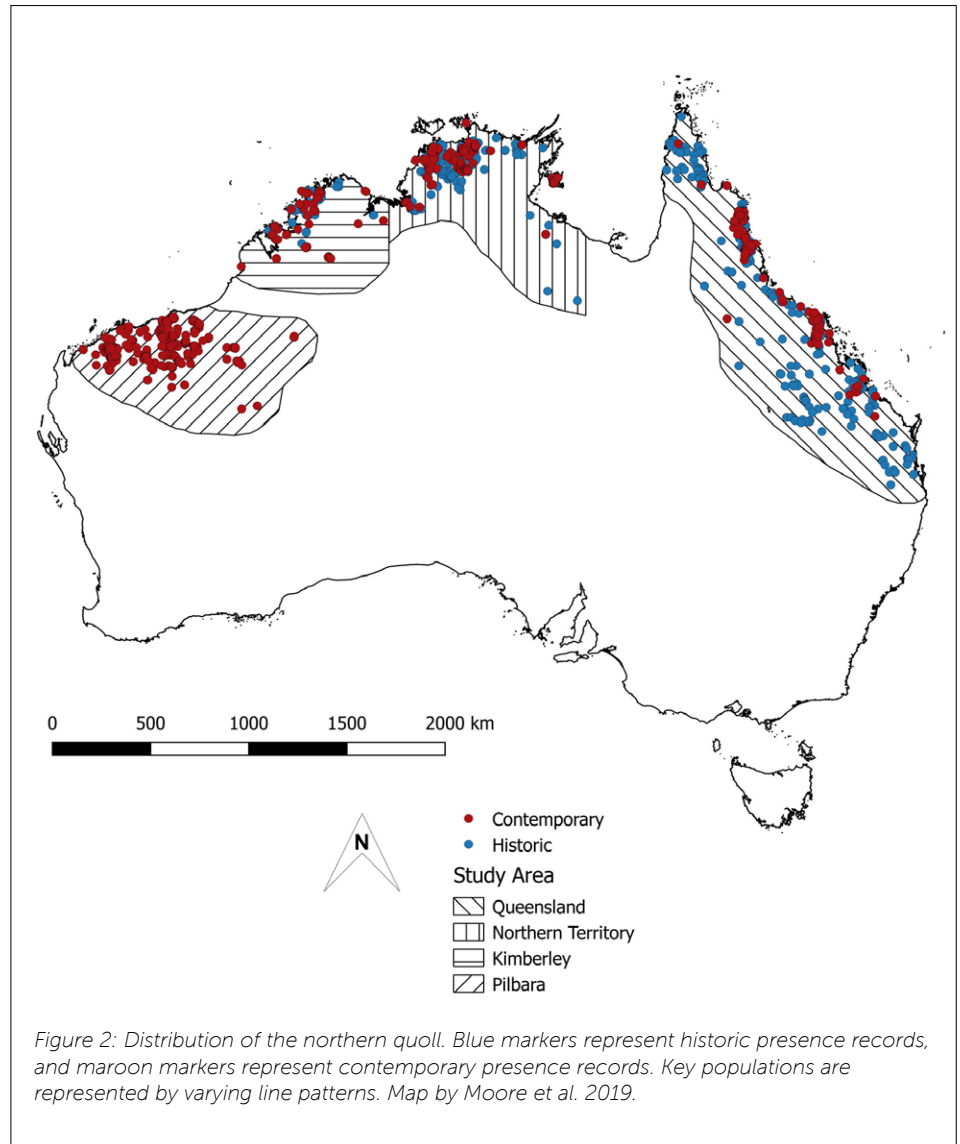 0 500 1000 1500 2000 km
N
Contemporary
Historic
Study Area
Queensland
Northern Territory
Kimberley
Pilbara
Figure 2: Distribution of the northern quoll. Blue markers represent historic presence records,
and maroon markers represent contemporary presence records. Key populations are
represented by varying line patterns. Map by Moore et al. 2019.